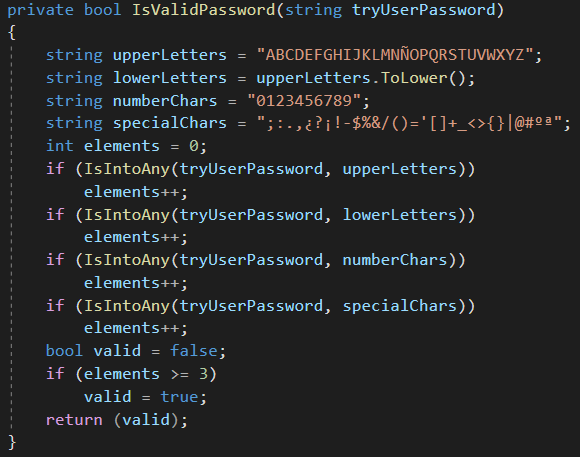 private bool IsValidPassword(string tryUserPassword)
{
    string upperLetters = "ABCDEFGHIJKLMNÑOPQRSTUVWXYZ";
    string lowerLetters = upperLetters.ToLower();
    string numberChars = "0123456789";
    string specialChars = ";:.,¿?¡!-$%&/()='[]+_<>{}|@#ºª";
    int elements = 0;
    if (IsIntoAny(tryUserPassword, upperLetters))
        elements++;
    if (IsIntoAny(tryUserPassword, lowerLetters))
        elements++;
    if (IsIntoAny(tryUserPassword, numberChars))
        elements++;
    if (IsIntoAny(tryUserPassword, specialChars))
        elements++;
    bool valid = false;
    if (elements >= 3)
        valid = true;
    return (valid);
}